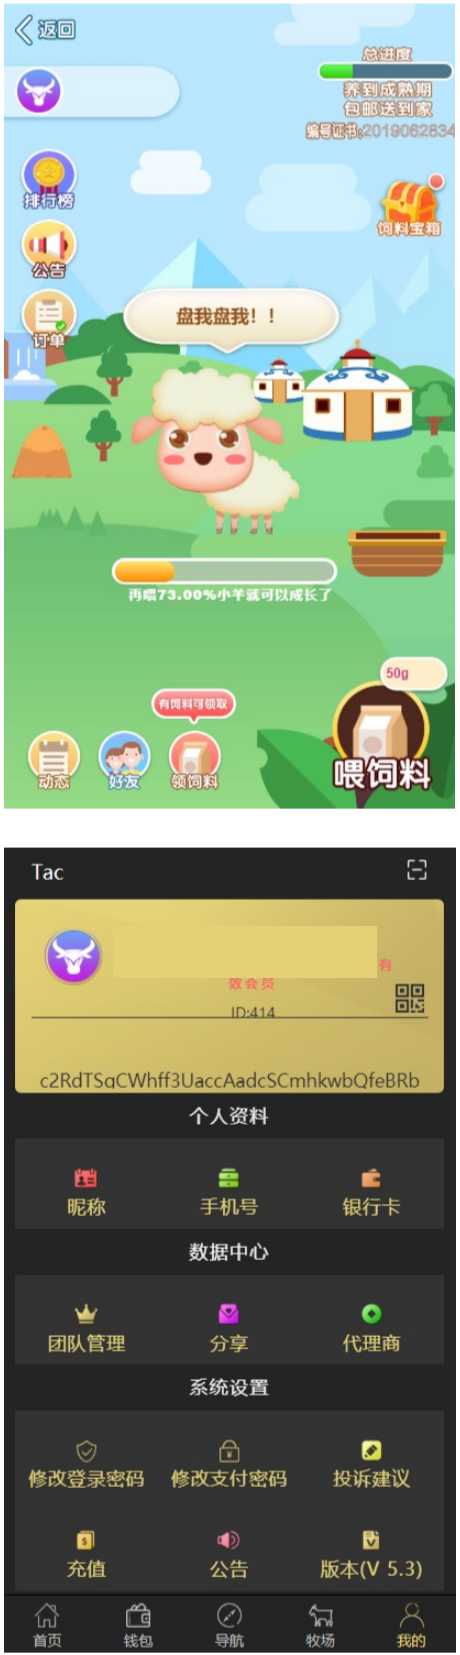 返回
总进度
养到成熟期
包邮送到家
编号证书:2019062834
排行榜
饲料宝箱
公告
订单
盘我盘我！！
再喂73.00%小羊就可以成长了
50g
有饲料可领取
动态
好友
领饲料
喂饲料
Tac
有
效会员
ID:414
c2RdTSqCWhff3UaccAadcSCmhkwbQfeBRb
个人资料
昵称 手机号 银行卡
数据中心
团队管理 分享 代理商
系统设置
修改登录密码 修改支付密码 投诉建议
充值 公告 版本(V 5.3)
首页 钱包 导航 牧场 我的